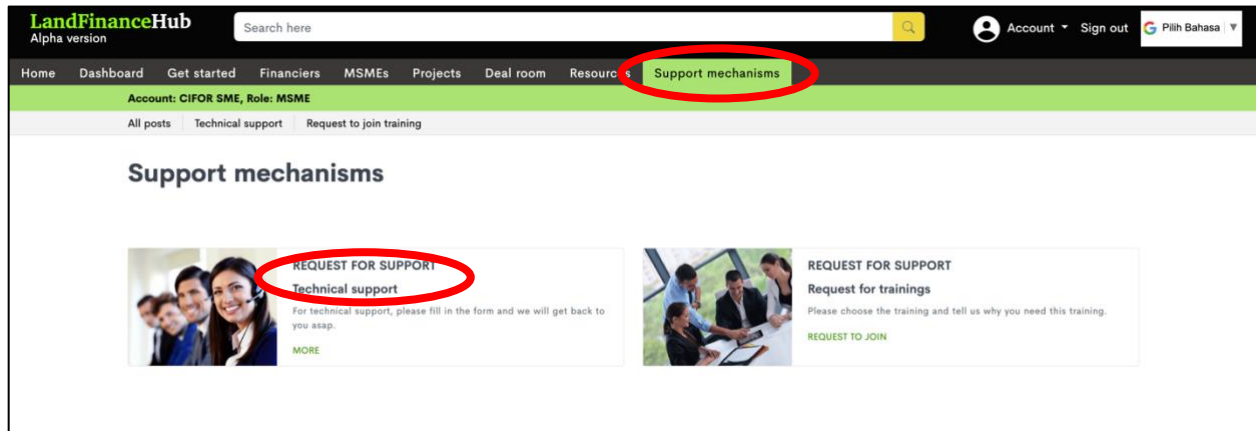 LandFinanceHub
Alpha version
Search here
Account
Sign out
Pilih Bahasa
Home Dashboard Get started Financiers MSMEs Projects Deal room Resources Support mechanisms
Account: CIFOR SME, Role: MSME
All posts Technical support Request to join training
Support mechanisms
REQUEST FOR SUPPORT
Technical support
For technical support, please fill in the form and we will get back to
you asap.
MORE
REQUEST FOR SUPPORT
Request for trainings
Please choose the training and tell us why you need this training.
REQUEST TO JOIN